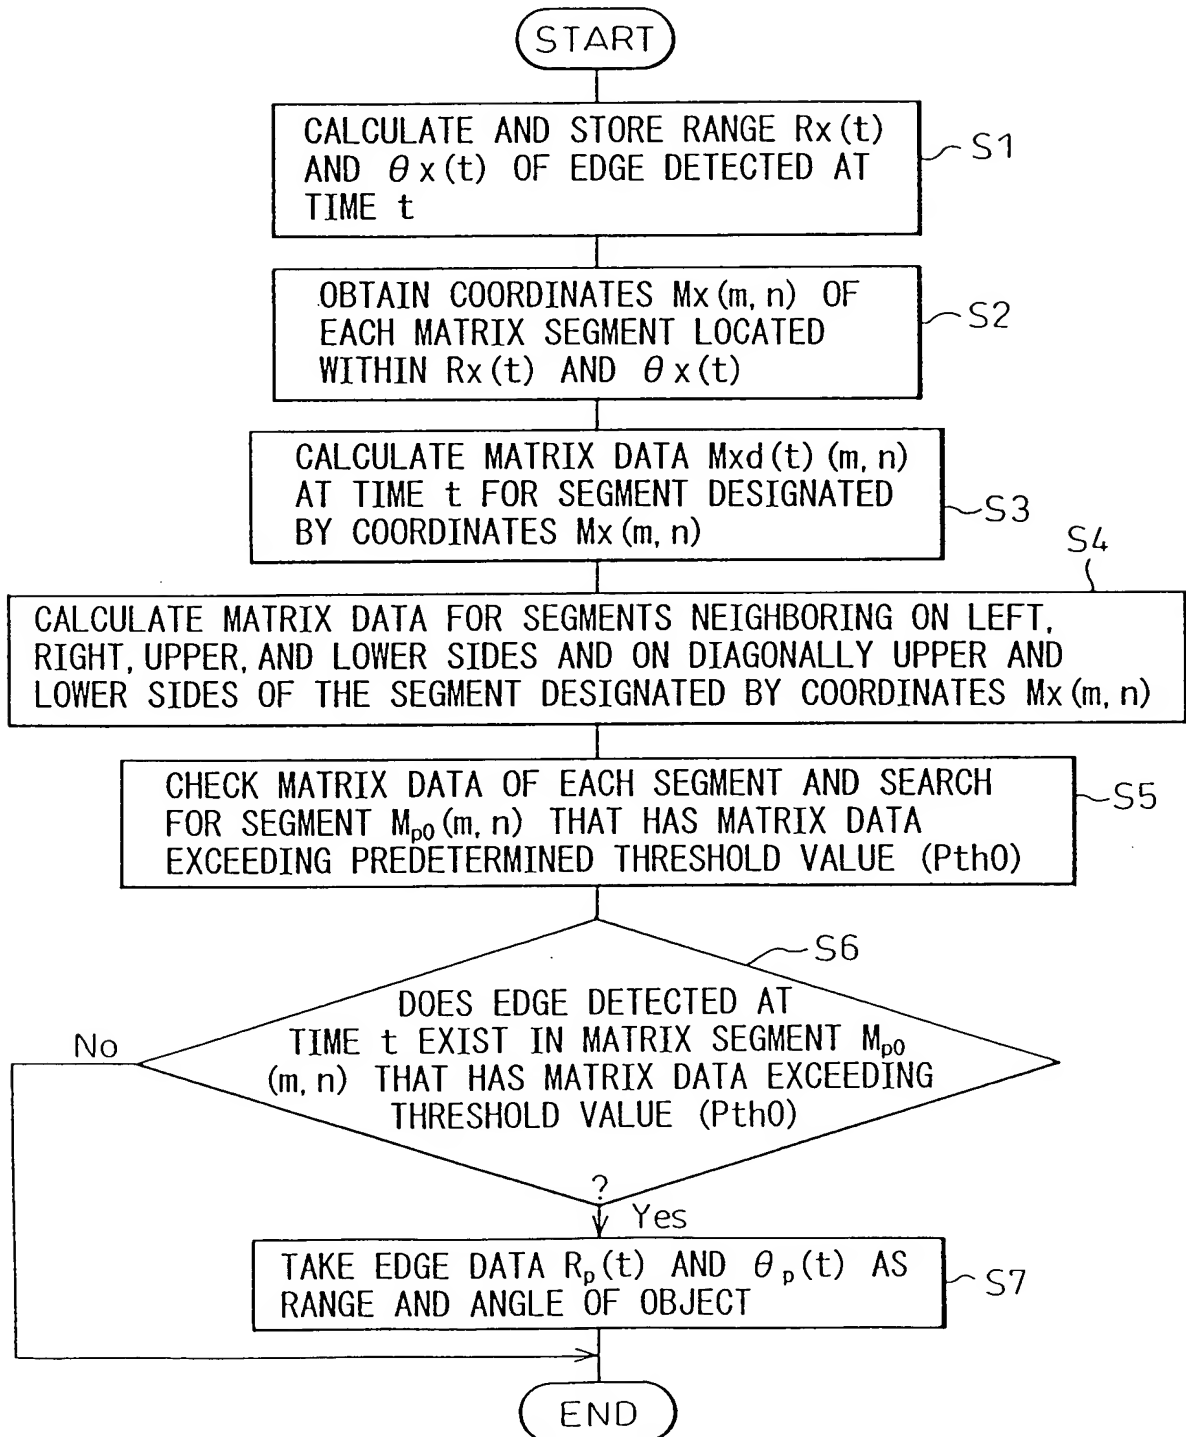 START
CALCULATE AND STORE RANGE Rx(t)
AND θx(t) OF EDGE DETECTED AT
TIME t
S1
OBTAIN COORDINATES Mx(m,n) OF
EACH MATRIX SEGMENT LOCATED
WITHIN Rx(t) AND θx(t)
S2
CALCULATE MATRIX DATA Mxd(t)(m,n)
AT TIME t FOR SEGMENT DESIGNATED
BY COORDINATES Mx(m,n)
S3
S4
CALCULATE MATRIX DATA FOR SEGMENTS NEIGHBORING ON LEFT,
RIGHT, UPPER, AND LOWER SIDES AND ON DIAGONALLY UPPER AND
LOWER SIDES OF THE SEGMENT DESIGNATED BY COORDINATES Mx(m,n)
CHECK MATRIX DATA OF EACH SEGMENT AND SEARCH
FOR SEGMENT Mp0(m,n) THAT HAS MATRIX DATA
EXCEEDING PREDETERMINED THRESHOLD VALUE (Pth0)
S5
S6
DOES EDGE DETECTED AT
TIME t EXIST IN MATRIX SEGMENT Mp0
(m,n) THAT HAS MATRIX DATA EXCEEDING
THRESHOLD VALUE (Pth0)
?
No
Yes
TAKE EDGE DATA Rp(t) AND θp(t) AS
RANGE AND ANGLE OF OBJECT
S7
END